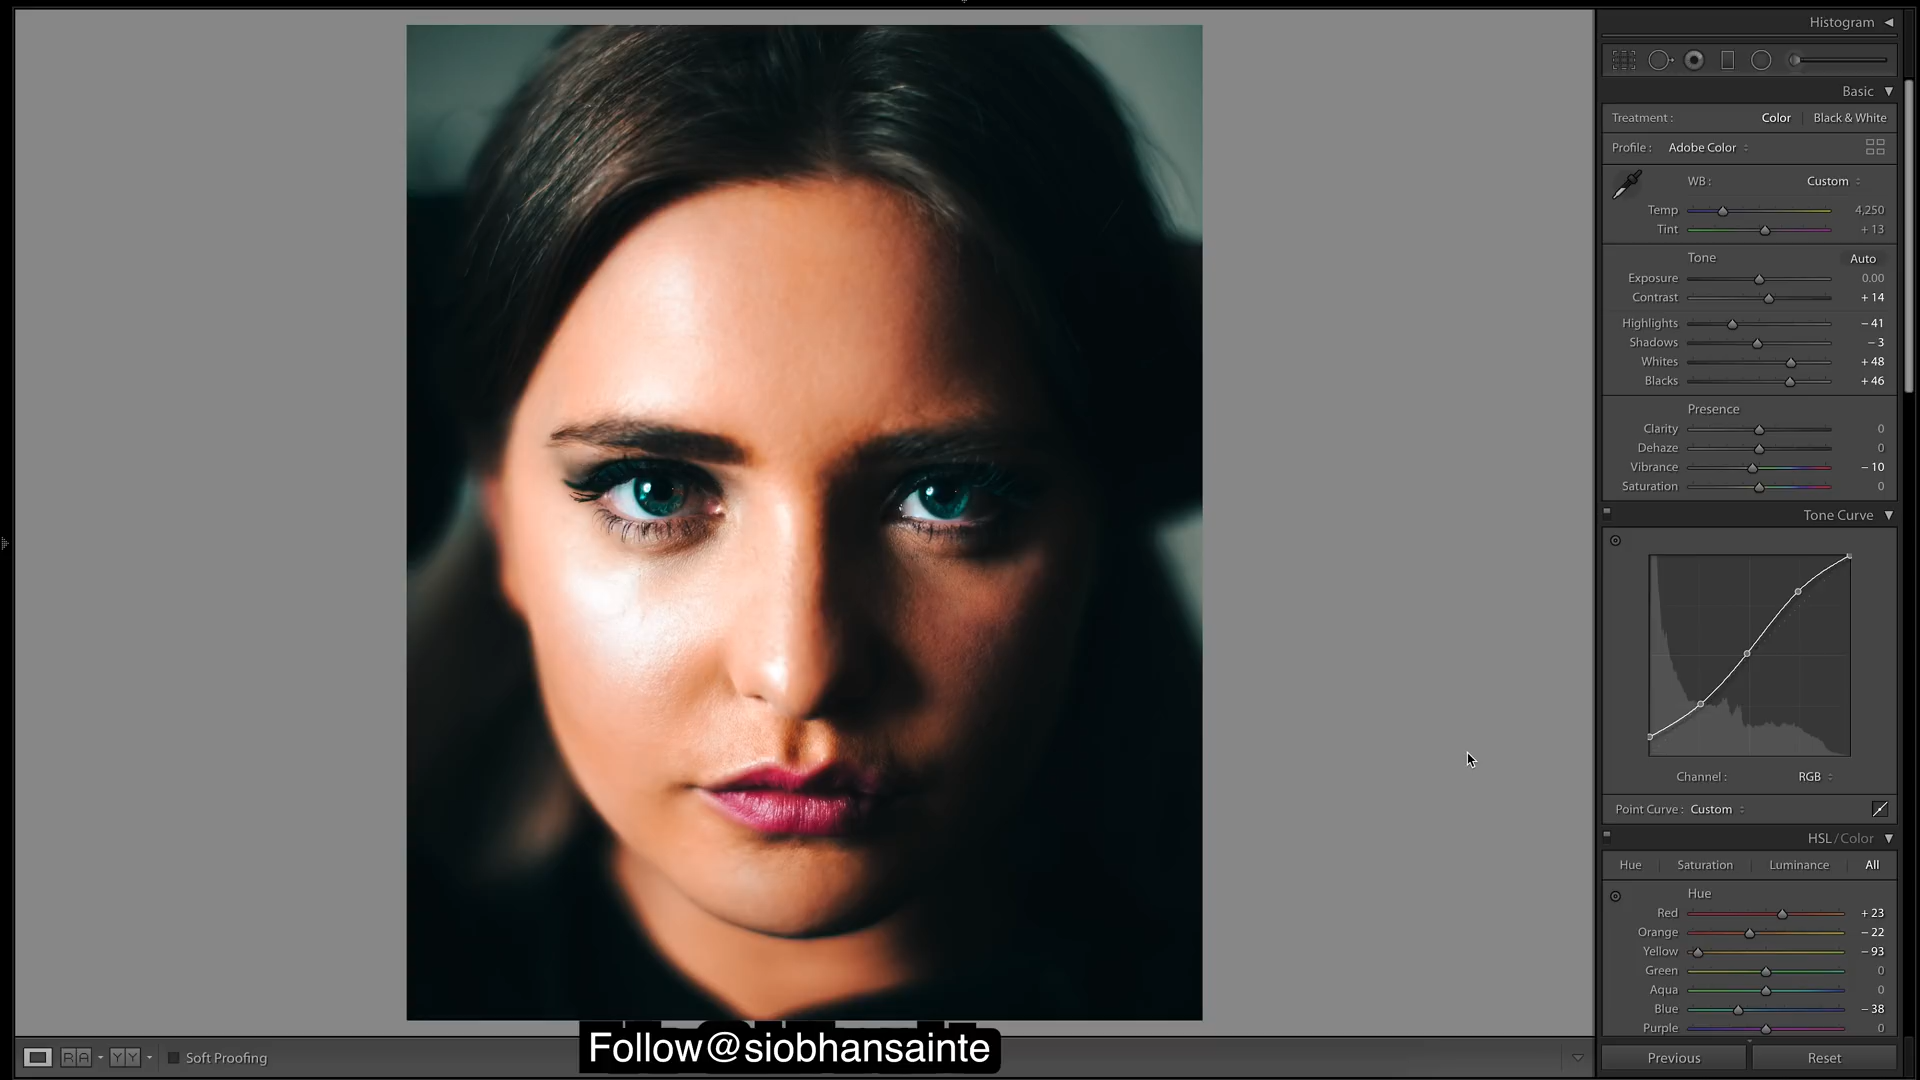 Histogram
Basic
Treatment :
Color
Black & White
Profile :
Adobe Color
WB :
Custom
Temp
4,250
Tint
+ 13
Tone
Auto
Exposure
0.00
Contrast
+ 14
Highlights
− 41
Shadows
− 3
Whites
+ 48
Blacks
+ 46
Presence
Clarity
0
Dehaze
0
Vibrance
− 10
Saturation
0
Tone Curve
Channel :
RGB
Point Curve :
Custom
HSL / Color
Hue
Saturation
Luminance
All
Hue
Red
+ 23
Orange
− 22
Yellow
− 93
Green
0
Aqua
0
Blue
− 38
Purple
0
R A
Y Y
Soft Proofing
Follow@siobhansainte
Previous
Reset